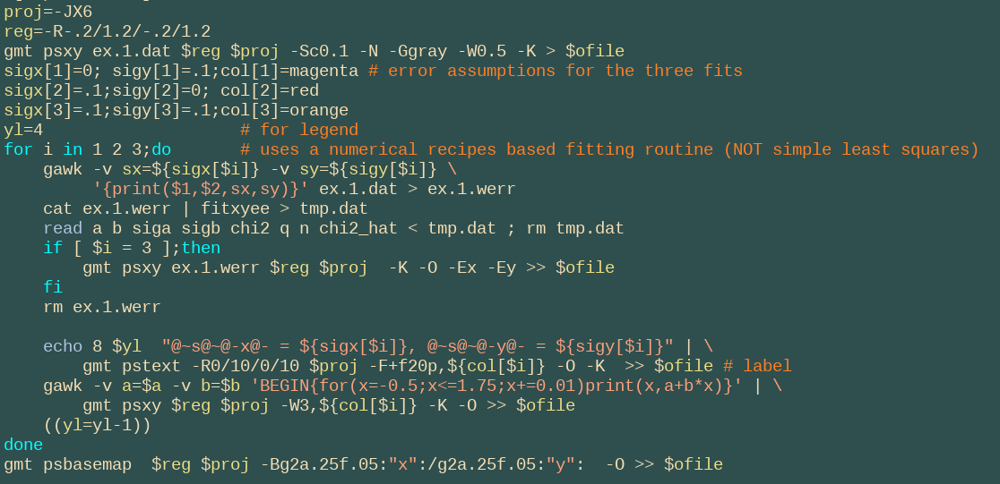 proj=-JX6
reg=-R-.2/1.2/-.2/1.2
gmt psxy ex.1.dat $reg $proj -Sc0.1 -N -Ggray -W0.5 -K > $ofile
sigx[1]=0; sigy[1]=.1;col[1]=magenta # error assumptions for the three fits
sigx[2]=.1;sigy[2]=0; col[2]=red
sigx[3]=.1;sigy[3]=.1;col[3]=orange
yl=4                    # for legend
for i in 1 2 3;do       # uses a numerical recipes based fitting routine (NOT simple least squares)
    gawk -v sx=${sigx[$i]} -v sy=${sigy[$i]} \
         '{print($1,$2,sx,sy)}' ex.1.dat > ex.1.werr
    cat ex.1.werr | fitxyee > tmp.dat
    read a b siga sigb chi2 q n chi2_hat < tmp.dat ; rm tmp.dat
    if [ $i = 3 ];then
        gmt psxy ex.1.werr $reg $proj  -K -O -Ex -Ey >> $ofile
    fi
    rm ex.1.werr

    echo 8 $yl  "@~s@~@-x@- = ${sigx[$i]}, @~s@~@-y@- = ${sigy[$i]}" | \
        gmt pstext -R0/10/0/10 $proj -F+f20p,${col[$i]} -O -K  >> $ofile # label
    gawk -v a=$a -v b=$b 'BEGIN{for(x=-0.5;x<=1.75;x+=0.01)print(x,a+b*x)}' | \
        gmt psxy $reg $proj -W3,${col[$i]} -K -O >> $ofile
    ((yl=yl-1))
done
gmt psbasemap  $reg $proj -Bg2a.25f.05:"x":/g2a.25f.05:"y":  -O >> $ofile